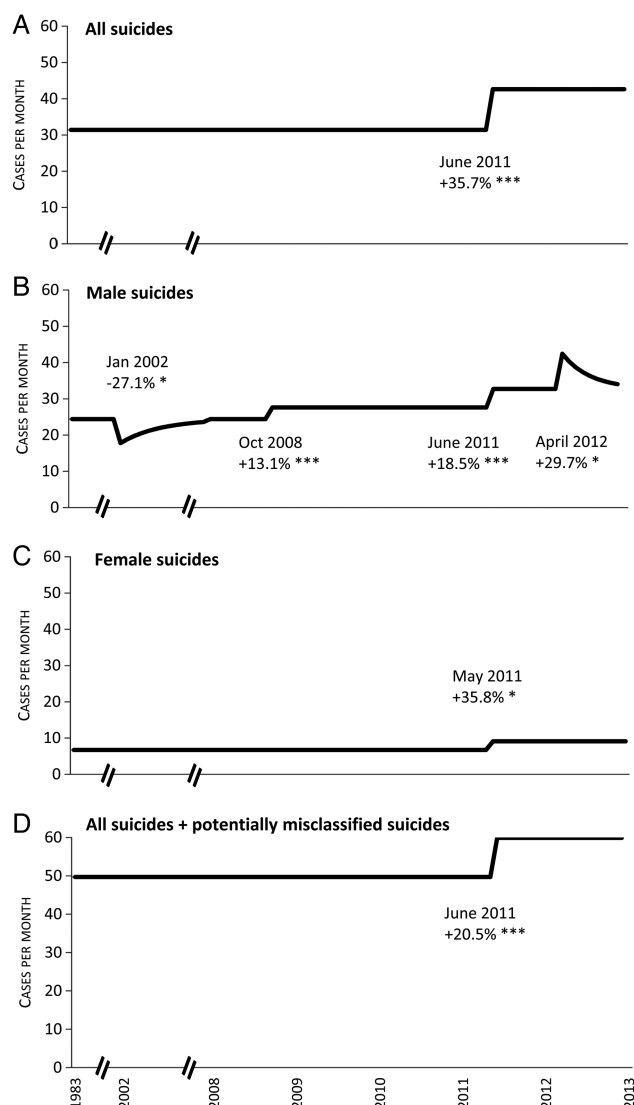 A
All suicides
60
50
40
30
20
10
0
CASES PER MONTH
June 2011
+35.7% ***
B
Male suicides
60
50
40
30
20
10
0
CASES PER MONTH
Jan 2002
-27.1% *
Oct 2008
+13.1% ***
June 2011
+18.5% ***
April 2012
+29.7% *
C
Female suicides
60
50
40
30
20
10
0
CASES PER MONTH
May 2011
+35.8% *
D
All suicides + potentially misclassified suicides
60
50
40
30
20
10
0
CASES PER MONTH
June 2011
+20.5% ***
1983
2002
2008
2009
2010
2011
2012
2013